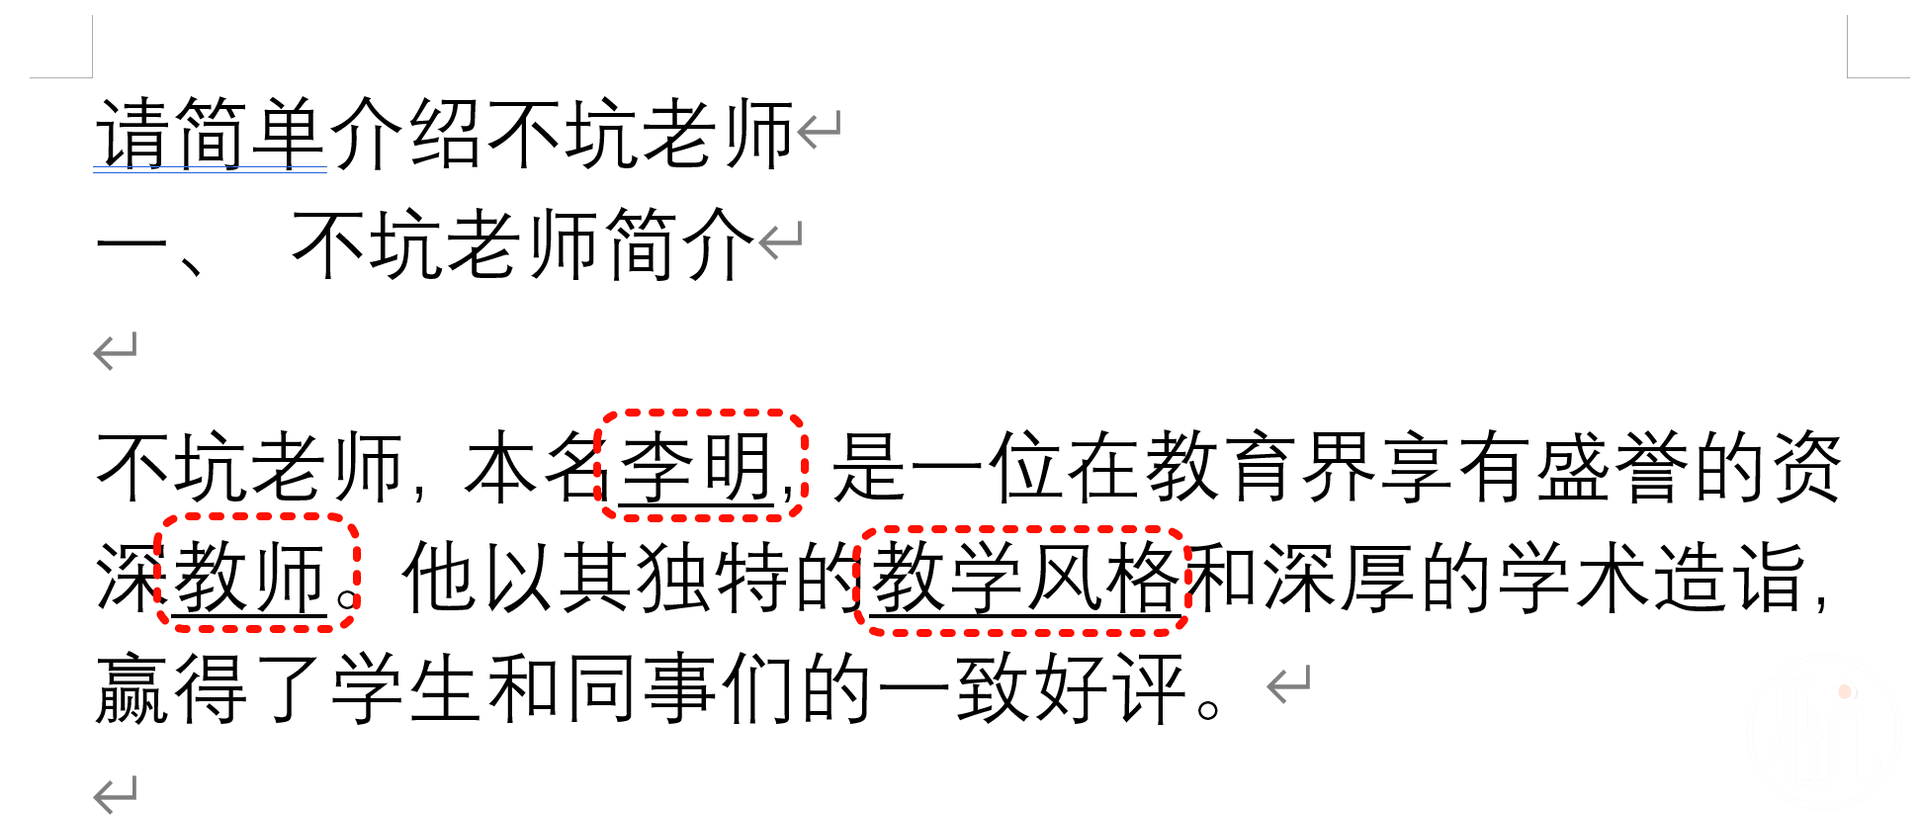 请简单介绍不坑老师
一、 不坑老师简介
不坑老师，本名李明，是一位在教育界享有盛誉的资
深教师。他以其独特的教学风格和深厚的学术造诣，
赢得了学生和同事们的一致好评。